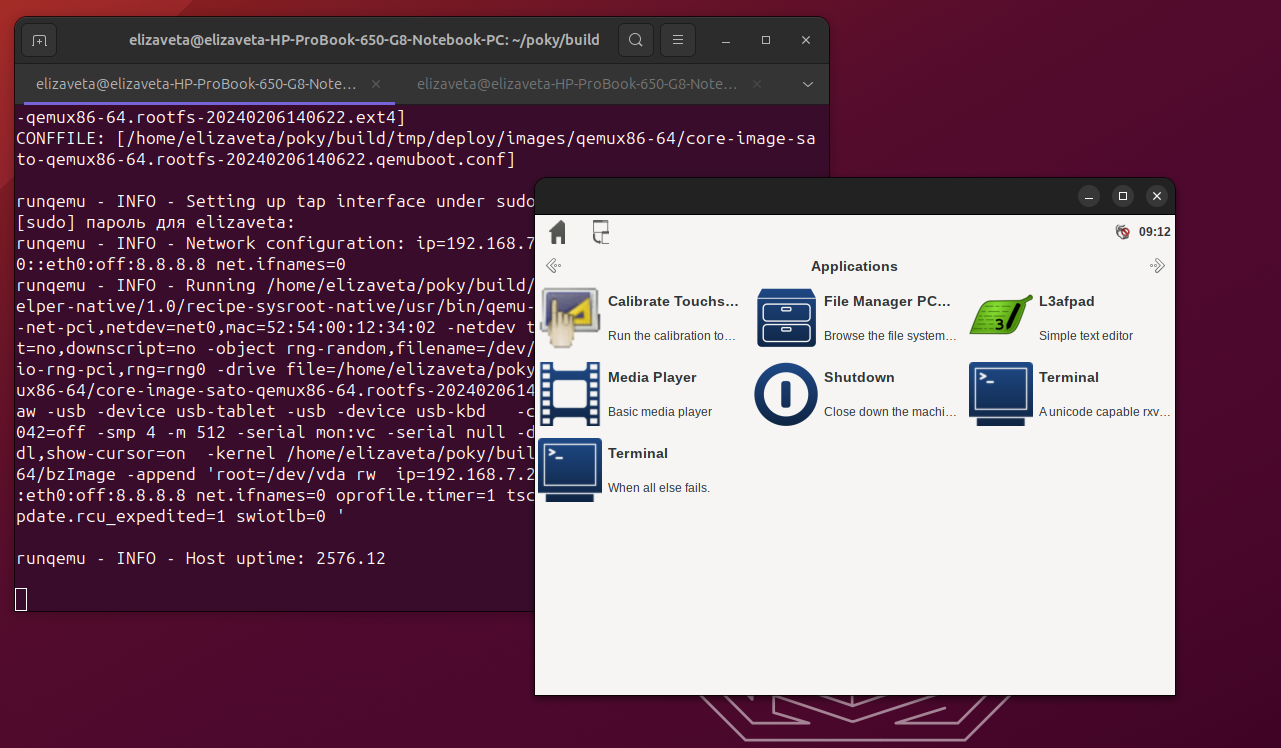 elizaveta@elizaveta-HP-ProBook-650-G8-Notebook-PC: ~/poky/build
elizaveta@elizaveta-HP-ProBook-650-G8-Note…
elizaveta@elizaveta-HP-ProBook-650-G8-Note…
-qemux86-64.rootfs-20240206140622.ext4]
CONFFILE: [/home/elizaveta/poky/build/tmp/deploy/images/qemux86-64/core-image-sa
to-qemux86-64.rootfs-20240206140622.qemuboot.conf]
runqemu - INFO - Setting up tap interface under sudo
[sudo] пароль для elizaveta:
runqemu - INFO - Network configuration: ip=192.168.7
0::eth0:off:8.8.8.8 net.ifnames=0
runqemu - INFO - Running /home/elizaveta/poky/build/
elper-native/1.0/recipe-sysroot-native/usr/bin/qemu-
-net-pci,netdev=net0,mac=52:54:00:12:34:02 -netdev t
t=no,downscript=no -object rng-random,filename=/dev/
io-rng-pci,rng=rng0 -drive file=/home/elizaveta/poky
ux86-64/core-image-sato-qemux86-64.rootfs-2024020614
aw -usb -device usb-tablet -usb -device usb-kbd   -c
042=off -smp 4 -m 512 -serial mon:vc -serial null -d
dl,show-cursor=on  -kernel /home/elizaveta/poky/buil
64/bzImage -append 'root=/dev/vda rw  ip=192.168.7.2
:eth0:off:8.8.8.8 net.ifnames=0 oprofile.timer=1 tsc
pdate.rcu_expedited=1 swiotlb=0 '
runqemu - INFO - Host uptime: 2576.12
09:12
Applications
Calibrate Touchs…
Run the calibration to…
File Manager PC…
Browse the file system…
L3afpad
Simple text editor
Media Player
Basic media player
Shutdown
Close down the machi…
Terminal
A unicode capable rxv…
Terminal
When all else fails.